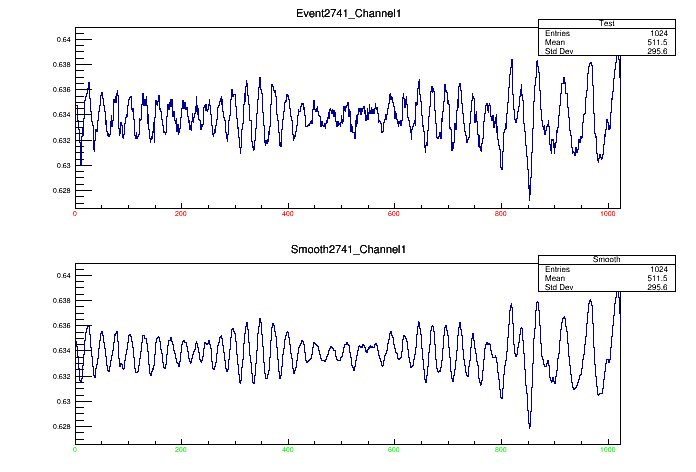 Event2741_Channel1
Test
Entries 1024
Mean 511.5
Std Dev 295.6
0.64
0.638
0.636
0.634
0.632
0.63
0.628
0 200 400 600 800 1000
Smooth2741_Channel1
Smooth
Entries 1024
Mean 511.5
Std Dev 295.6
0.64
0.638
0.636
0.634
0.632
0.63
0.628
0 200 400 600 800 1000